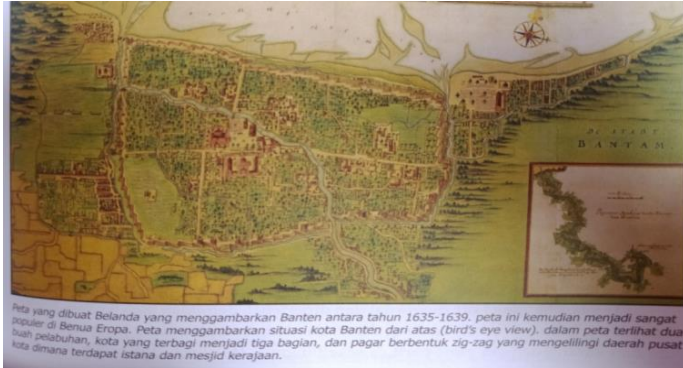 DE STADT
BANTAM
Peta yang dibuat Belanda yang menggambarkan Banten antara tahun 1635-1639. peta ini kemudian menjadi sangat
populer di Benua Eropa. Peta menggambarkan situasi kota Banten dari atas (bird's eye view). dalam peta terlihat dua
buah pelabuhan, kota yang terbagi menjadi tiga bagian, dan pagar berbentuk zig-zag yang mengelilingi daerah pusat
kota dimana terdapat istana dan mesjid kerajaan.